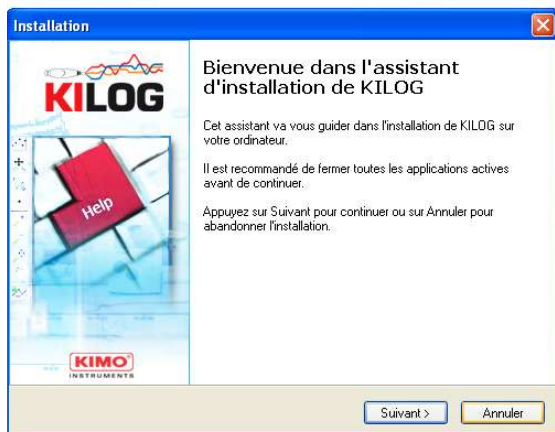 Installation
KILOG
Help
KIMO
INSTRUMENTS
Bienvenue dans l'assistant
d'installation de KILOG
Cet assistant va vous guider dans l'installation de KILOG sur
votre ordinateur.
Il est recommandé de fermer toutes les applications actives
avant de continuer.
Appuyez sur Suivant pour continuer ou sur Annuler pour
abandonner l'installation.
Suivant >
Annuler